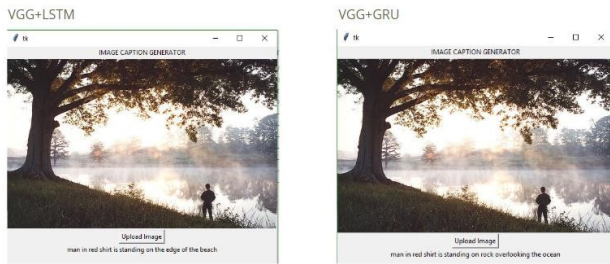 VGG+LSTM
tk
IMAGE CAPTION GENERATOR
Upload Image
man in red shirt is standing on the edge of the beach
VGG+GRU
tk
IMAGE CAPTION GENERATOR
Upload Image
man in red shirt is standing on rock overlooking the ocean